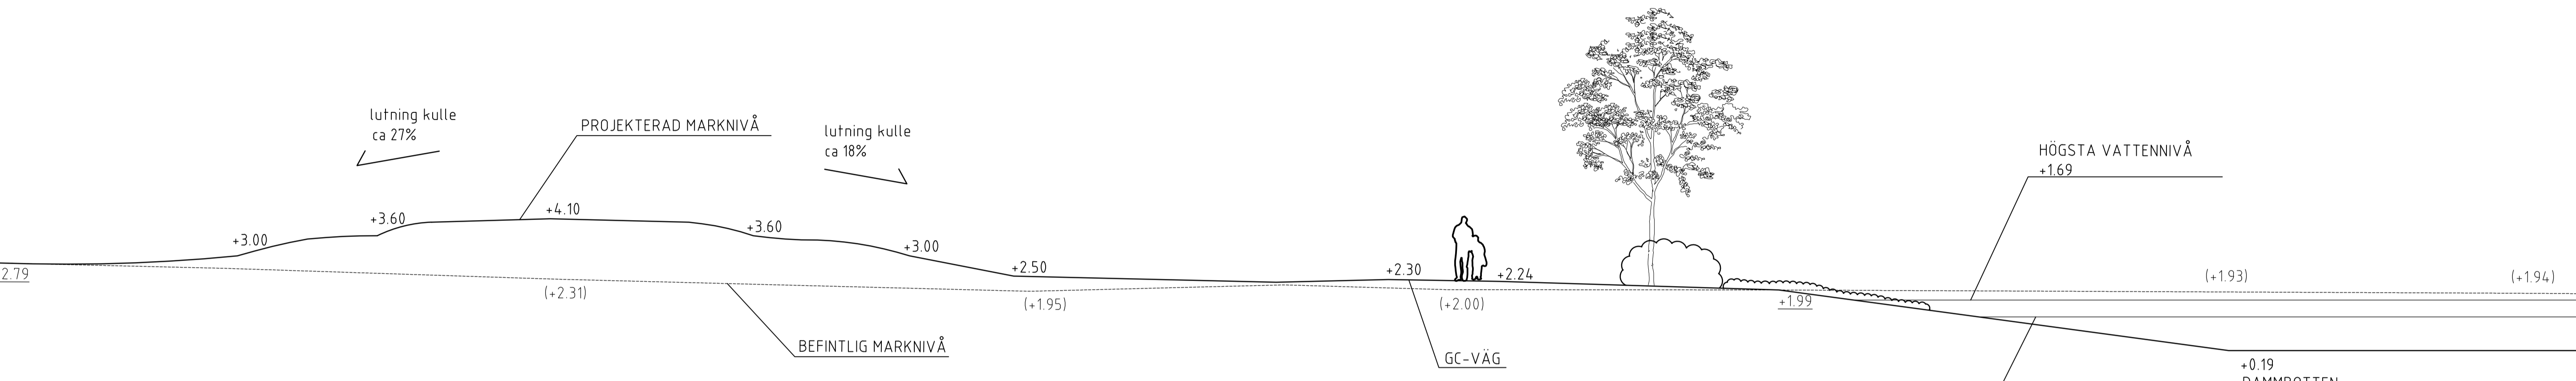 lutning kulle
ca 27%
PROJEKTERAD MARKNIVÅ
lutning kulle
ca 18%
HÖGSTA VATTENNIVÅ
+1.69
2.79
+3.00
+3.60
+4.10
+3.60
+3.00
+2.50
+2.30
+2.24
(+2.31)
(+1.95)
(+2.00)
+1.99
(+1.93)
(+1.94)
BEFINTLIG MARKNIVÅ
GC-VÄG
+0.19
DAMMBOTTEN